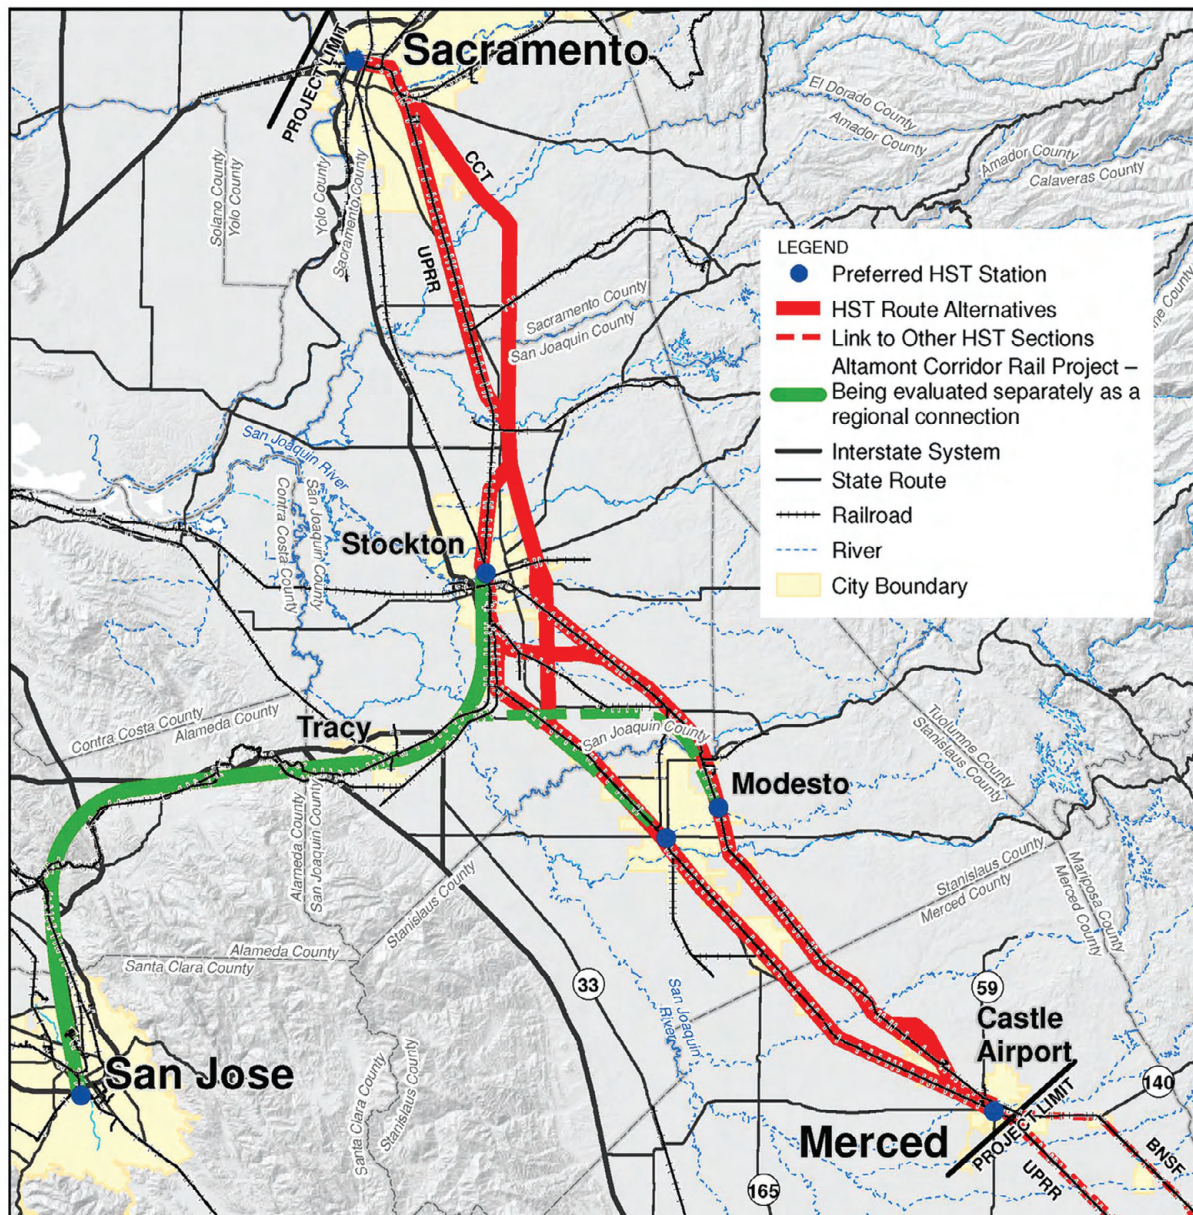 Sacramento
PROJECT LIMIT
El Dorado County
Amador County
Amador County
Calaveras County
CCT
Solano County
Yolo County
Yolo County
Sacramento County
UPRR
Sacramento County
San Joaquin County
LEGEND
Preferred HST Station
HST Route Alternatives
Link to Other HST Sections
Altamont Corridor Rail Project –
Being evaluated separately as a
regional connection
Interstate System
State Route
Railroad
River
City Boundary
San Joaquin River
Contra Costa County
San Joaquin County
Stockton
Contra Costa County
Alameda County
Tracy
San Joaquin County
Tuolumne County
Stanislaus County
Modesto
Alameda County
San Joaquin County
Stanislaus County
Stanislaus County
Merced County
Mariposa County
Merced County
Alameda County
Santa Clara County
33
San Joaquin
River
59
Castle
Airport
San Jose
140
Santa Clara County
Stanislaus County
Merced
PROJECT LIMIT
UPRR
BNSF
165